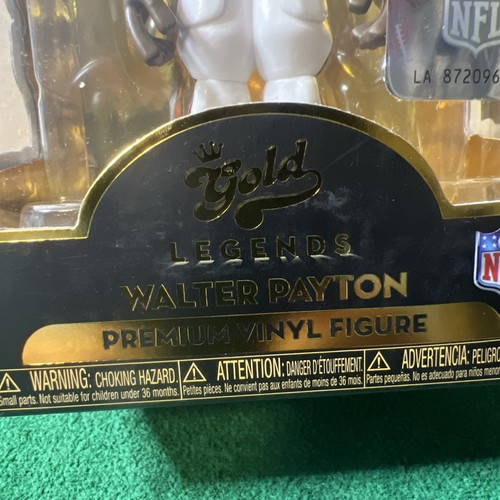 NFL
LA 872096
Gold
LEGENDS
WALTER PAYTON
PREMIUM VINYL FIGURE
WARNING: CHOKING HAZARD.
Small parts. Not suitable for children under 36 months.
ATTENTION: DANGER D'ÉTOUFFEMENT.
Petites pièces. Ne convient pas aux enfants de moins de 36 mois.
ADVERTENCIA: PELIGRO
Partes pequeñas. No es adecuado para niños menor